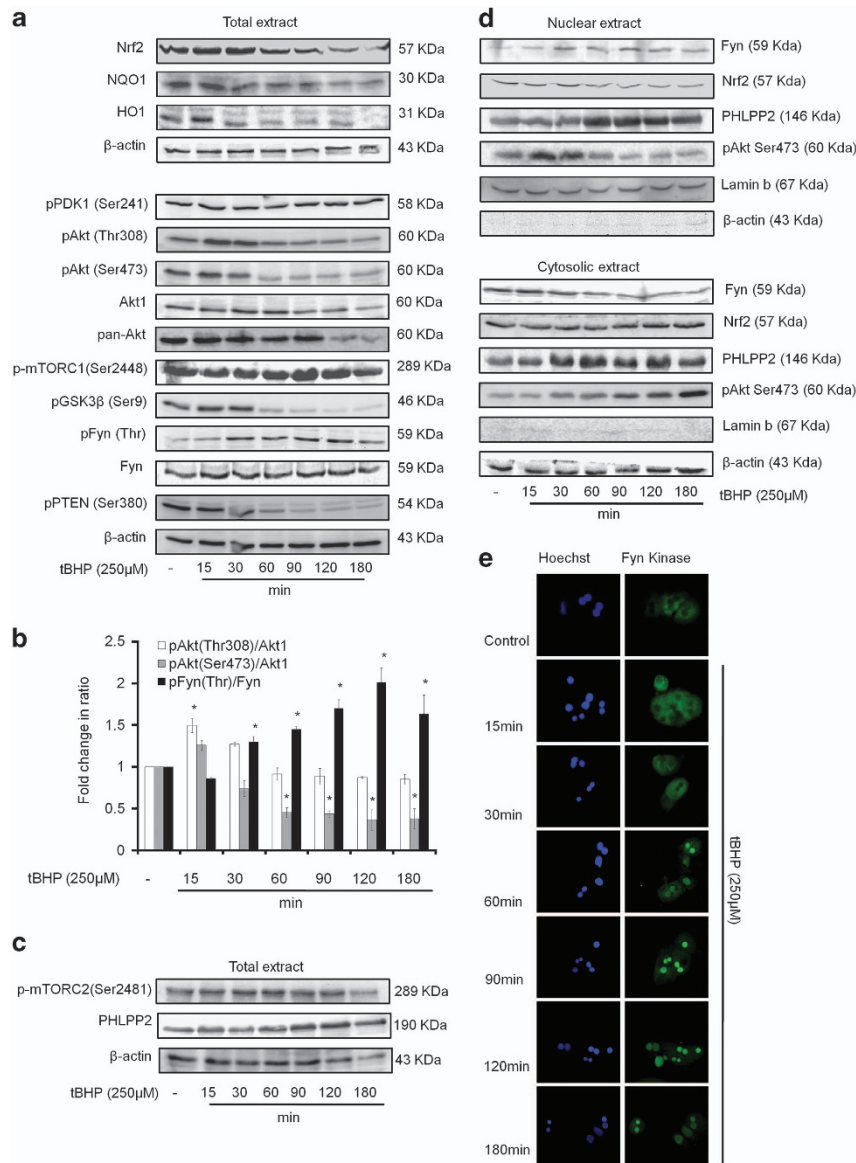 a
Total extract
Nrf2 57 KDa
NQO1 30 KDa
HO1 31 KDa
β-actin 43 KDa
pPDK1 (Ser241) 58 KDa
pAkt (Thr308) 60 KDa
pAkt (Ser473) 60 KDa
Akt1 60 KDa
pan-Akt 60 KDa
p-mTORC1(Ser2448) 289 KDa
pGSK3β (Ser9) 46 KDa
pFyn (Thr) 59 KDa
Fyn 59 KDa
pPTEN (Ser380) 54 KDa
β-actin 43 KDa
tBHP (250µM) - 15 30 60 90 120 180
min
b
Fold change in ratio
2.5
2
1.5
1
0.5
0
pAkt(Thr308)/Akt1
pAkt(Ser473)/Akt1
pFyn(Thr)/Fyn
* * * * * * * * * *
tBHP (250µM) - 15 30 60 90 120 180
min
c
Total extract
p-mTORC2(Ser2481) 289 KDa
PHLPP2 190 KDa
β-actin 43 KDa
tBHP (250µM) - 15 30 60 90 120 180
min
d
Nuclear extract
Fyn (59 Kda)
Nrf2 (57 Kda)
PHLPP2 (146 Kda)
pAkt Ser473 (60 Kda)
Lamin b (67 Kda)
β-actin (43 Kda)
Cytosolic extract
Fyn (59 Kda)
Nrf2 (57 Kda)
PHLPP2 (146 Kda)
pAkt Ser473 (60 Kda)
Lamin b (67 Kda)
β-actin (43 Kda)
- 15 30 60 90 120 180 tBHP (250µM)
min
e
Hoechst Fyn Kinase
Control
15min
30min
60min
90min
120min
180min
tBHP (250µM)